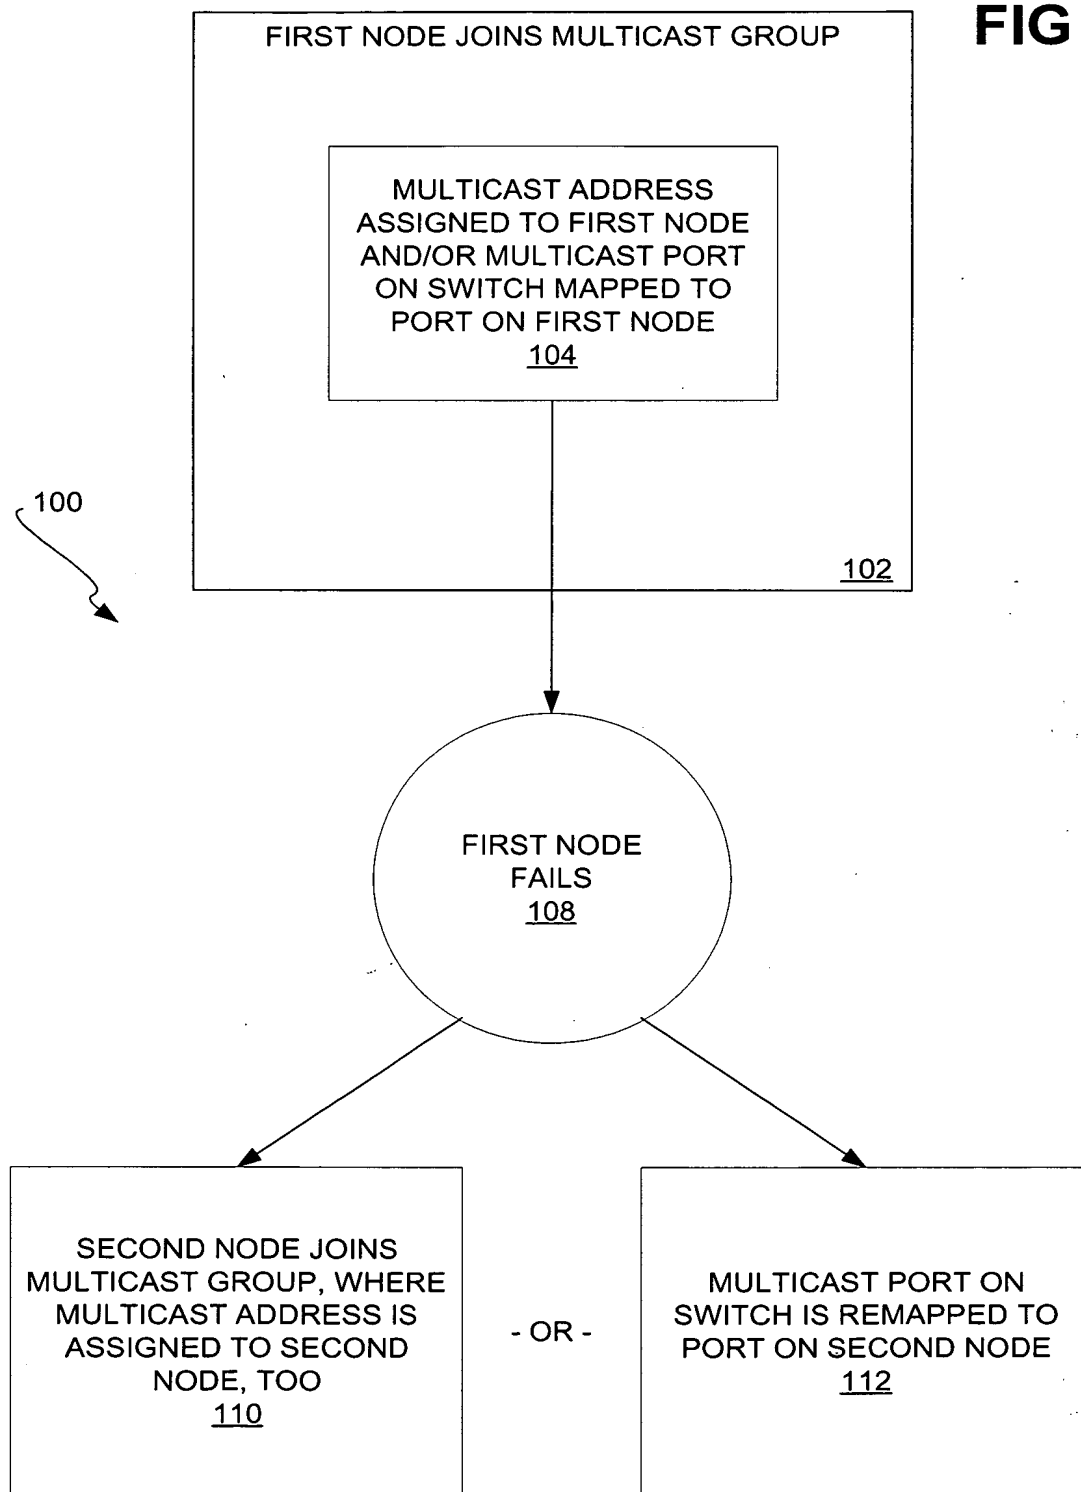 FIG
FIRST NODE JOINS MULTICAST GROUP
MULTICAST ADDRESS
ASSIGNED TO FIRST NODE
AND/OR MULTICAST PORT
ON SWITCH MAPPED TO
PORT ON FIRST NODE
104
100
102
FIRST NODE
FAILS
108
SECOND NODE JOINS
MULTICAST GROUP, WHERE
MULTICAST ADDRESS IS
ASSIGNED TO SECOND
NODE, TOO
110
- OR -
MULTICAST PORT ON
SWITCH IS REMAPPED TO
PORT ON SECOND NODE
112